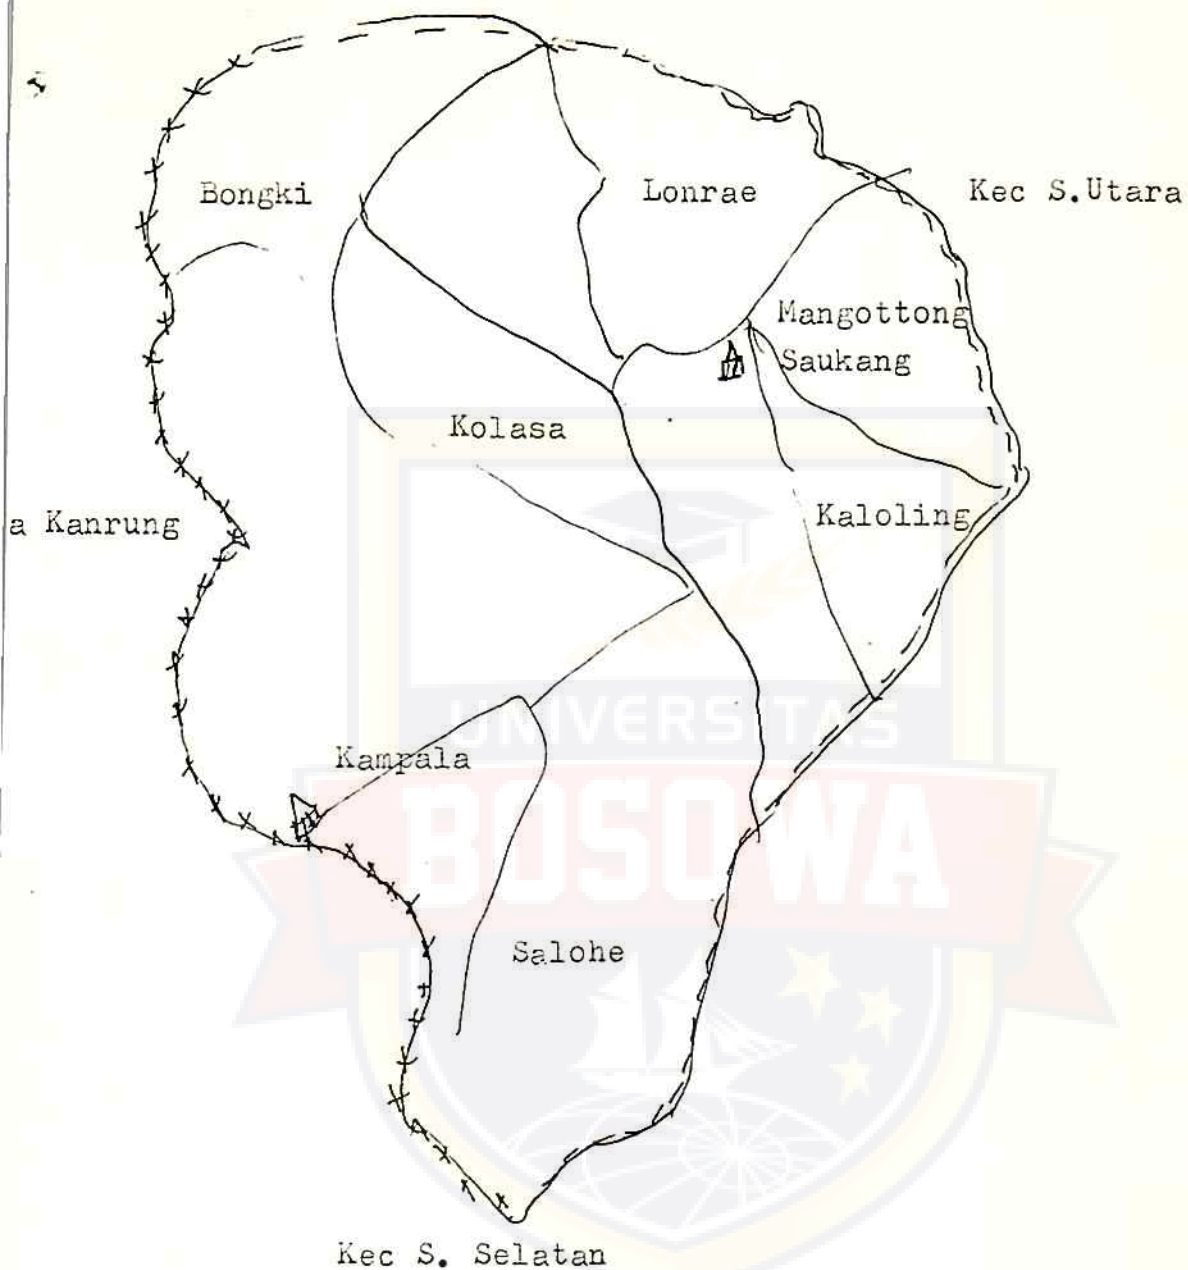 Bongki
Lonrae
Kec S.Utara
Mangottong
Saukang
Kolasa
Kaloling
a Kanrung
UNIVERSITAS
Kampala
BOSOWA
Salohe
Kec S. Selatan